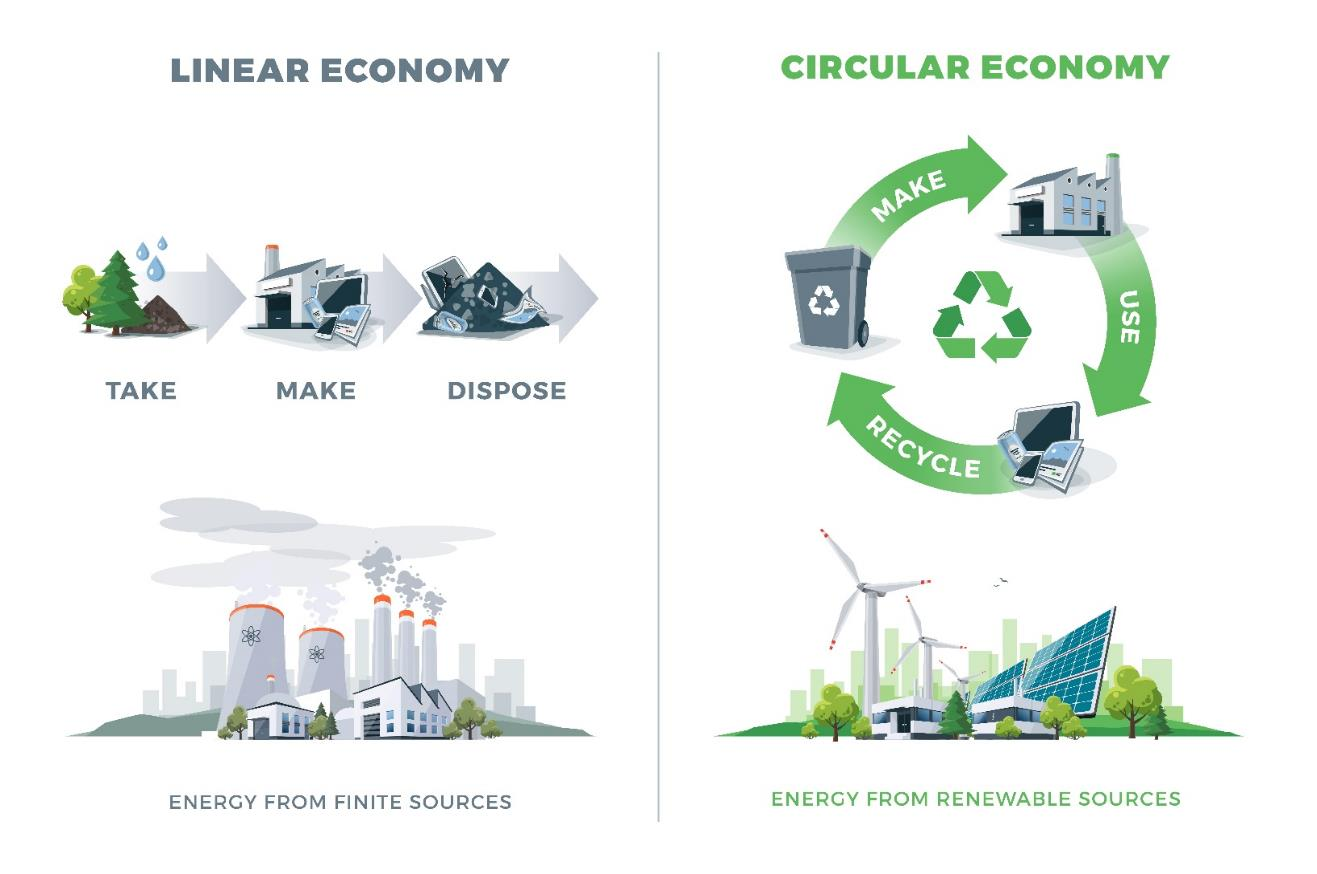 LINEAR ECONOMY
TAKE
MAKE
DISPOSE
ENERGY FROM FINITE SOURCES
CIRCULAR ECONOMY
MAKE
USE
RECYCLE
ENERGY FROM RENEWABLE SOURCES